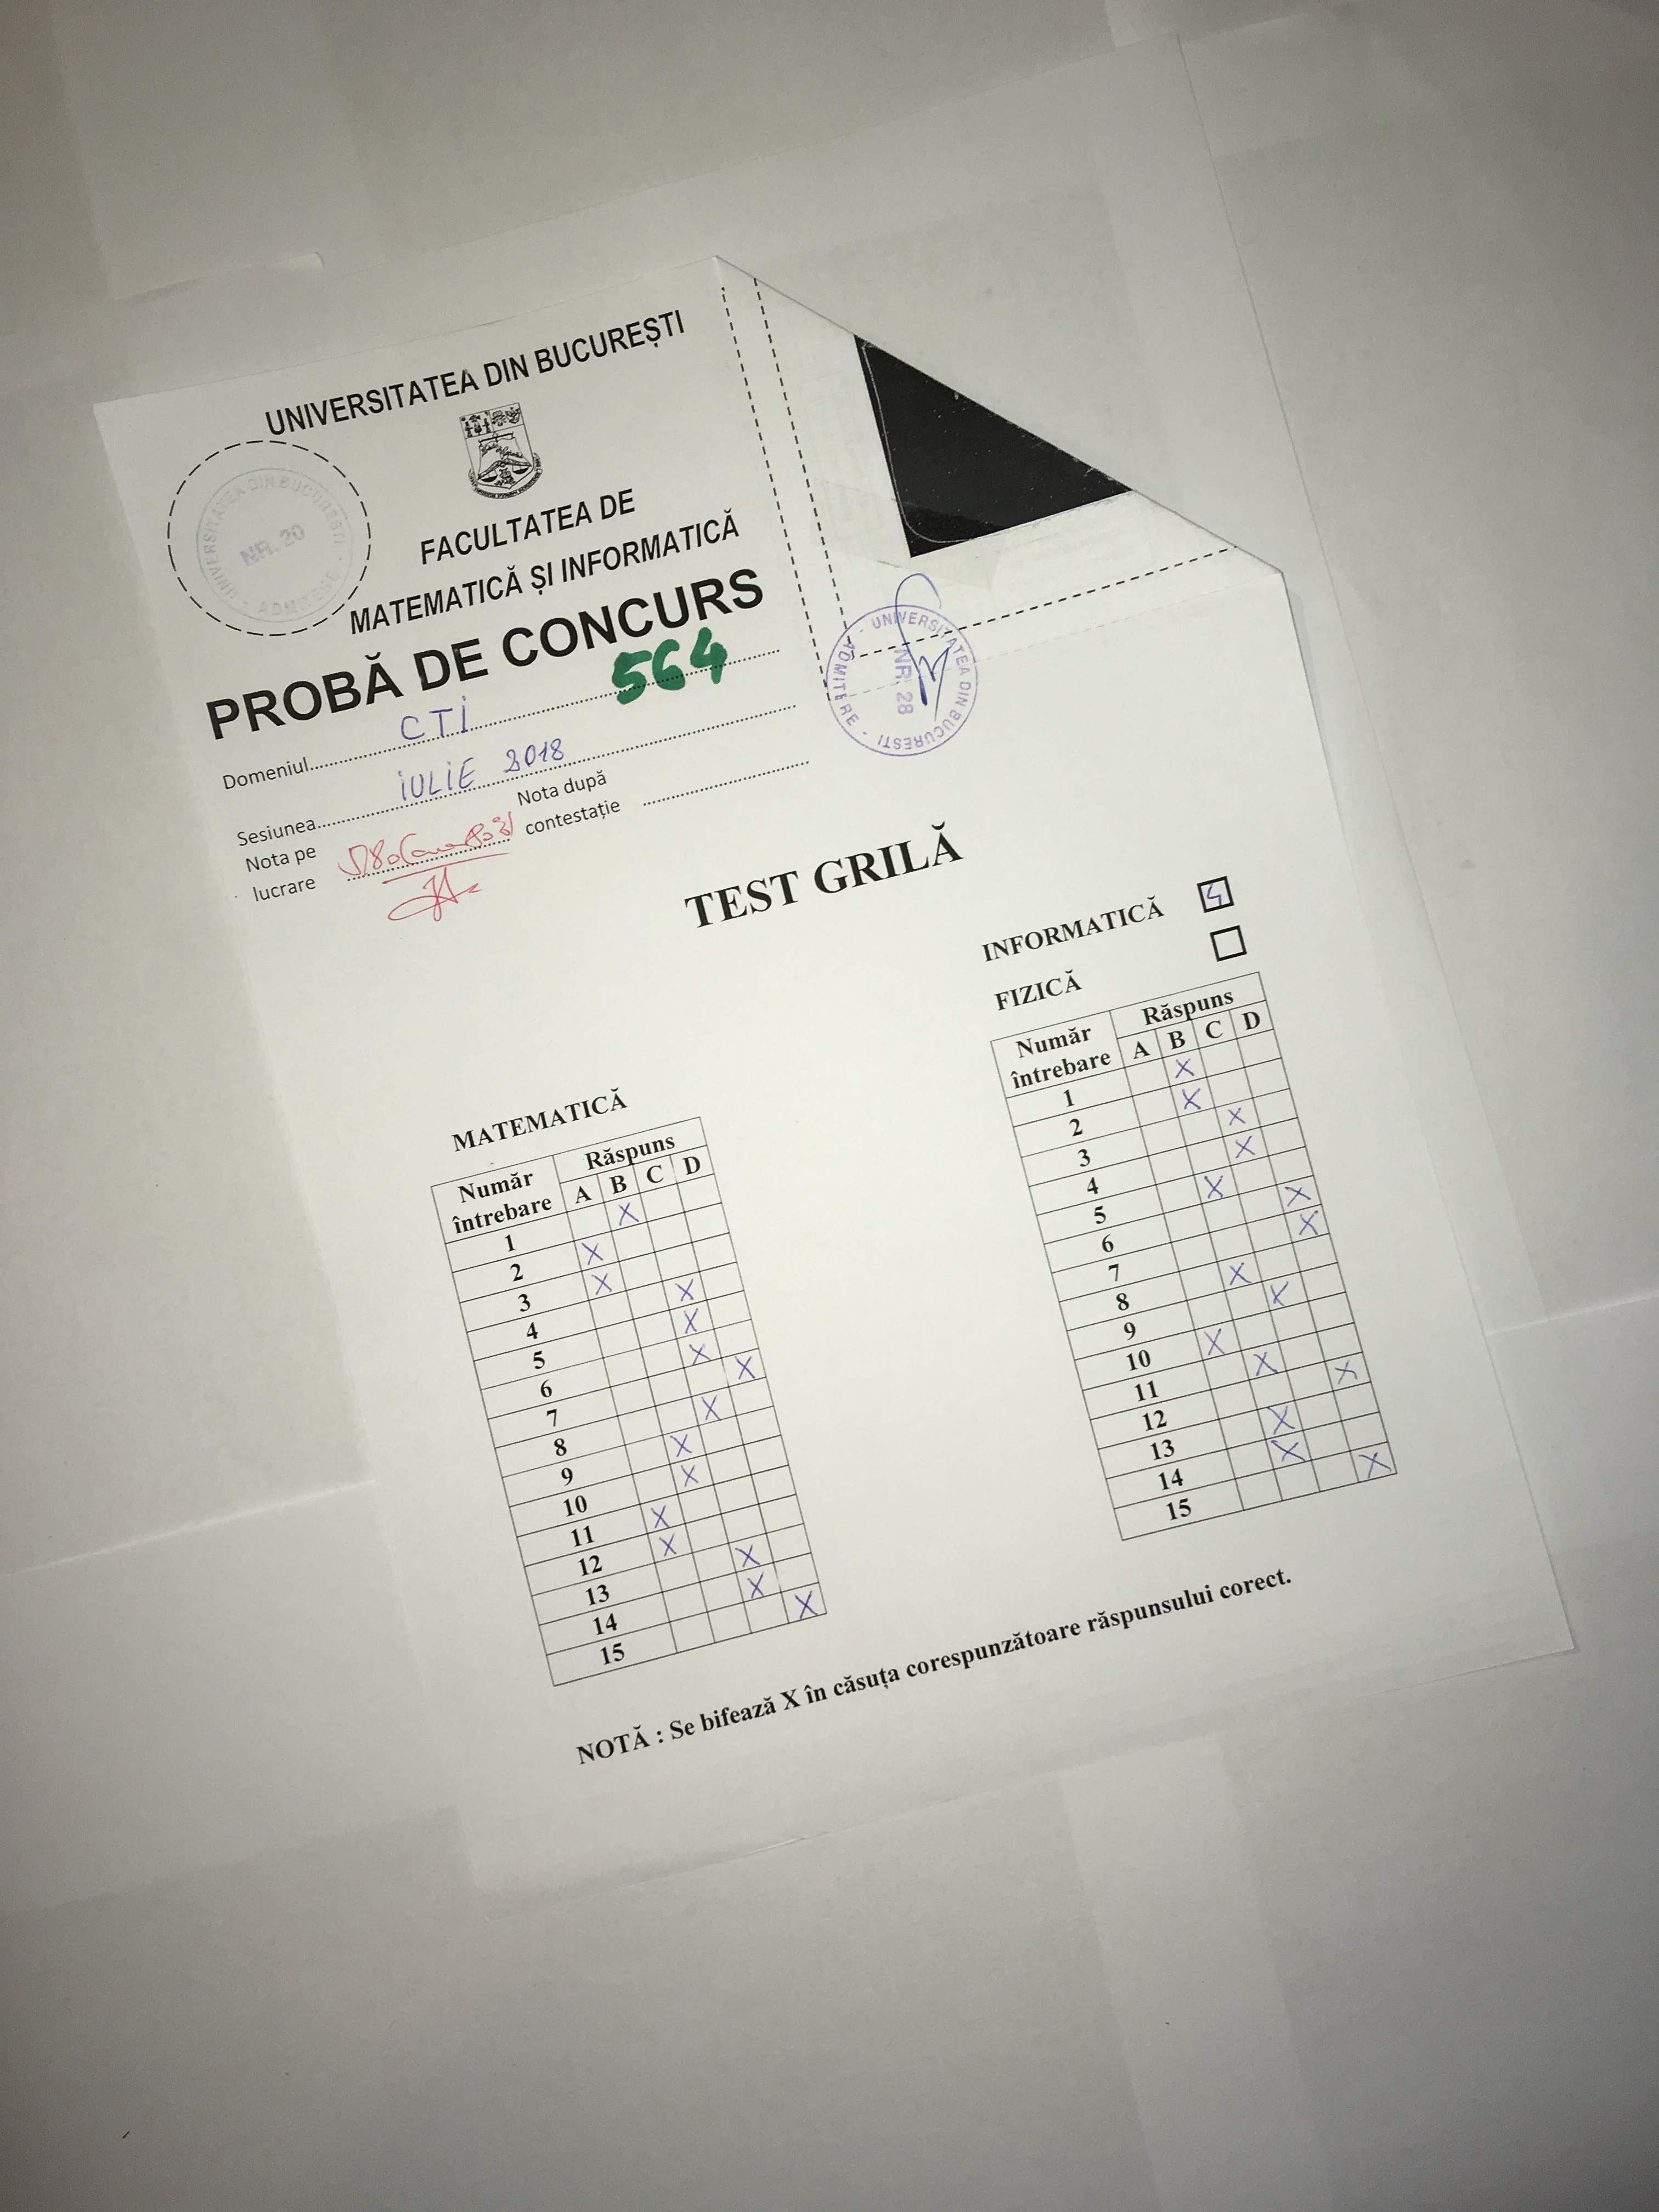 UNIVERSITATEA DIN BUCUREȘTI
UNIVERSITATEA DIN BUCURESTI - ADMITERE -
NR. 20
FACULTATEA DE
MATEMATICĂ ȘI INFORMATICĂ
PROBĂ DE CONCURS
564
Domeniul CTI
Sesiunea IULIE 2018
Nota pe
lucrare
Nota după
contestație
UNIVERSITATEA DIN BUCURESTI - ADMITERE -
NR. 28
TEST GRILĂ
MATEMATICĂ
Număr
întrebare
Răspuns
A B C D
1 X
2 X
3 X
4 X
5 X
6 X
7 X
8 X
9 X
10 X
11 X
12 X
13 X
14 X
15 X
INFORMATICĂ
FIZICĂ
Număr
întrebare
Răspuns
A B C D
1 X
2 X
3 X
4 X
5 X
6 X
7 X
8 X
9 X
10 X
11 X
12 X
13 X
14 X
15 X
NOTĂ : Se bifează X în căsuța corespunzătoare răspunsului corect.